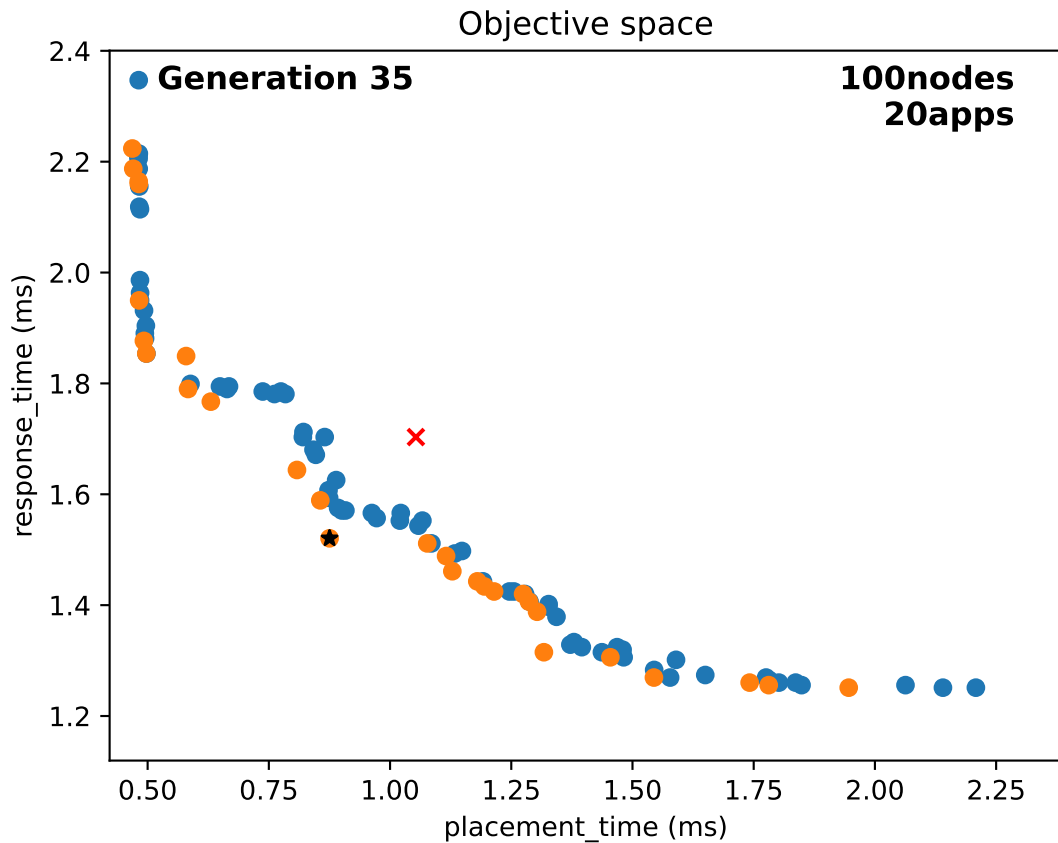 Objective space
Generation 35
100nodes
20apps
2.4
2.2
2.0
1.8
1.6
1.4
1.2
response_time (ms)
0.50 0.75 1.00 1.25 1.50 1.75 2.00 2.25
placement_time (ms)